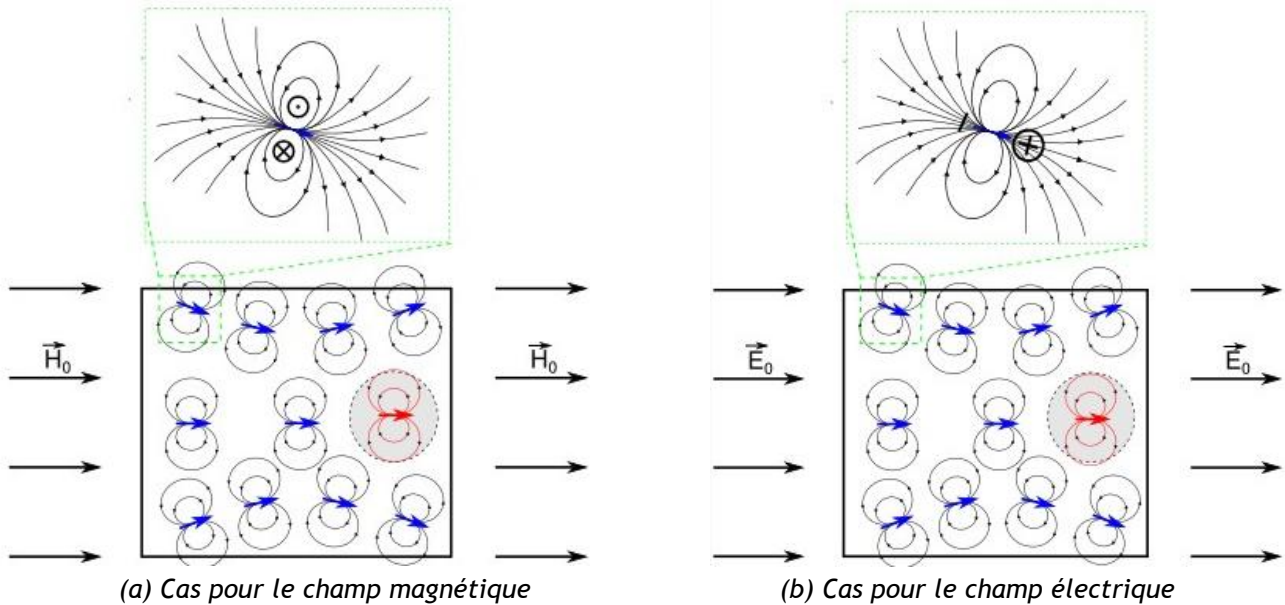 H₀
H₀
(a) Cas pour le champ magnétique
E₀
E₀
(b) Cas pour le champ électrique